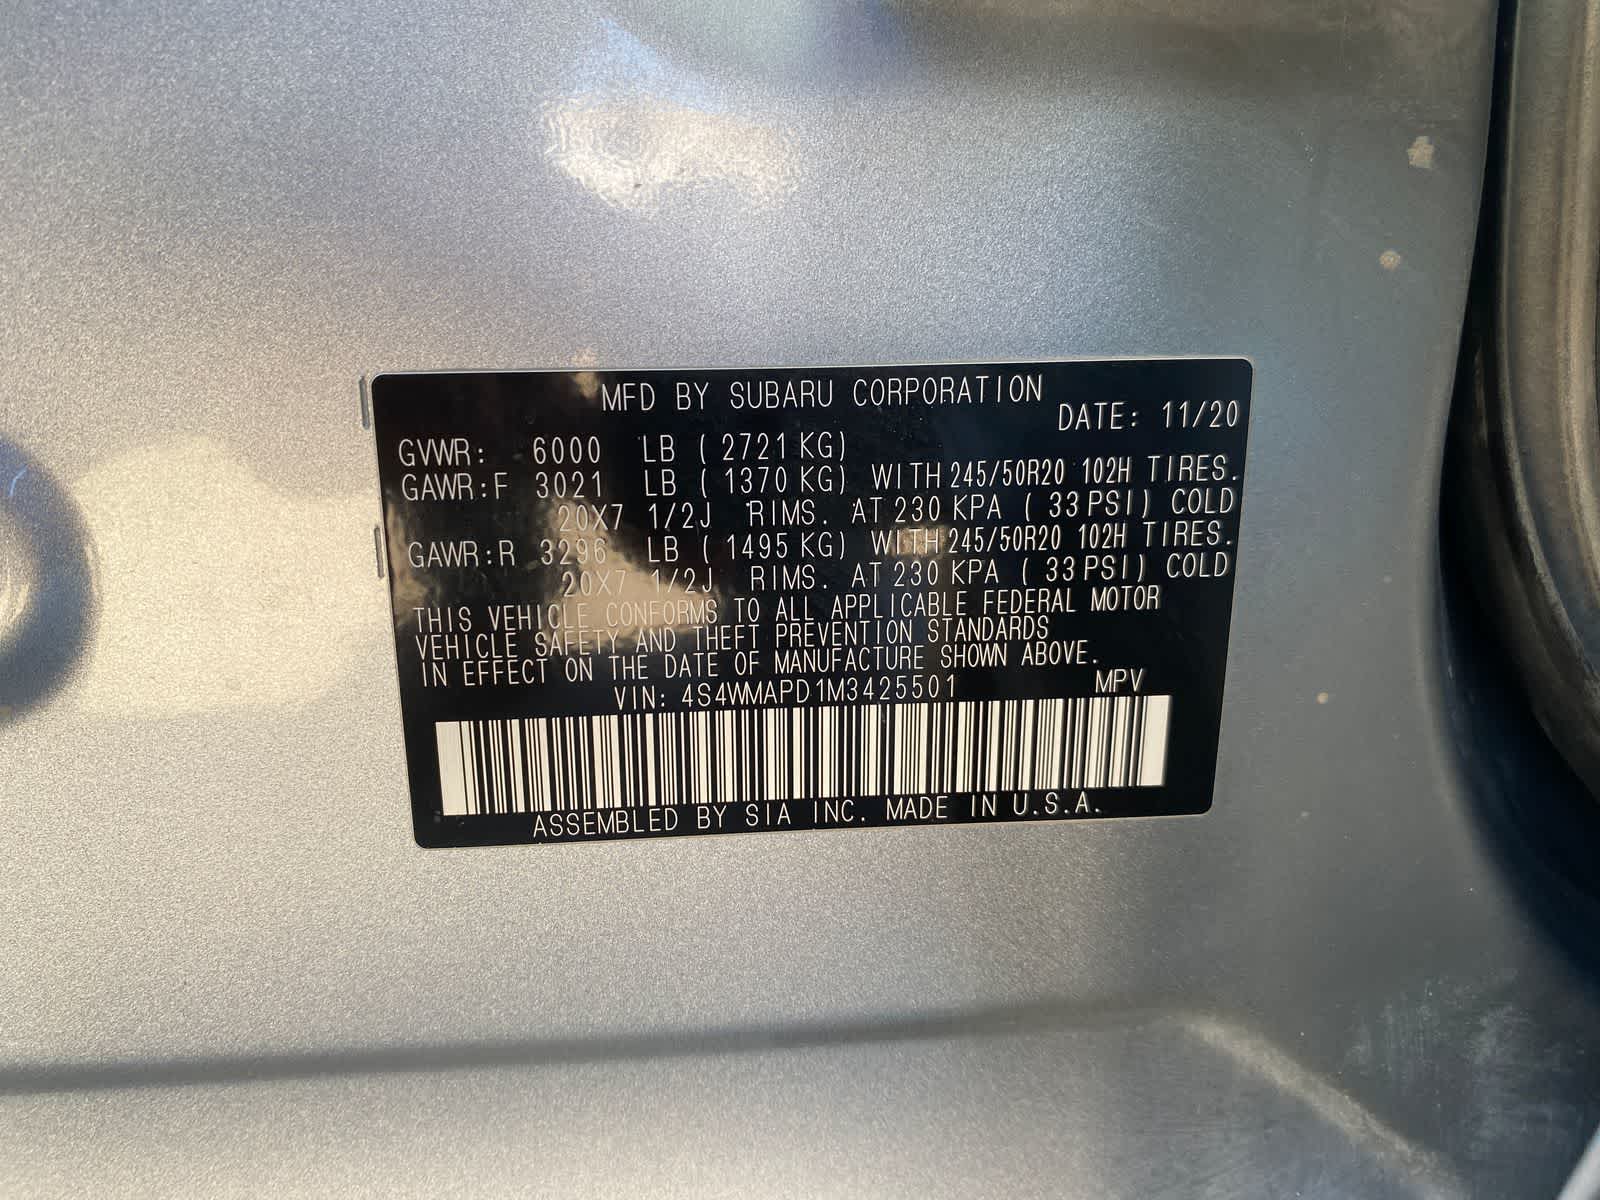 MFD BY SUBARU CORPORATION
DATE: 11/20
GVWR: 6000 LB ( 2721 KG)
GAWR:F 3021 LB ( 1370 KG) WITH 245/50R20 102H TIRES.
20X7 1/2J RIMS. AT 230 KPA ( 33 PSI) COLD
GAWR:R 3296 LB ( 1495 KG) WITH 245/50R20 102H TIRES.
20X7 1/2J RIMS. AT 230 KPA ( 33 PSI) COLD
THIS VEHICLE CONFORMS TO ALL APPLICABLE FEDERAL MOTOR
VEHICLE SAFETY AND THEFT PREVENTION STANDARDS
IN EFFECT ON THE DATE OF MANUFACTURE SHOWN ABOVE.
VIN: 4S4WMAPD1M3425501 MPV
ASSEMBLED BY SIA INC. MADE IN U.S.A.